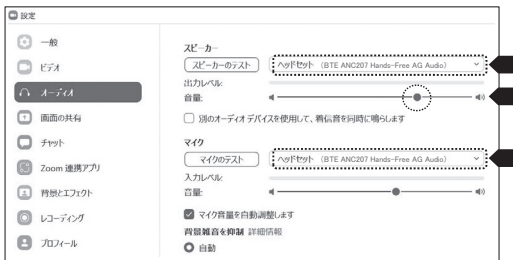 設定
一般
ビデオ
オーディオ
画面の共有
チャット
Zoom 連携アプリ
背景とエフェクト
レコーディング
プロフィール
スピーカー
スピーカーのテスト ヘッドセット (BTE ANC207 Hands-Free AG Audio)
出力レベル:
音量:
別のオーディオ デバイスを使用して、着信音を同時に鳴らします
マイク
マイクのテスト ヘッドセット (BTE ANC207 Hands-Free AG Audio)
入力レベル:
音量:
マイク音量を自動調整します
背景雑音を抑制 詳細情報
自動